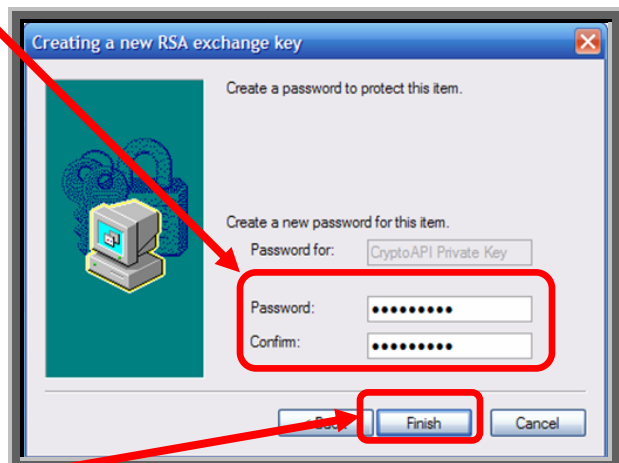 Creating a new RSA exchange key
Create a password to protect this item.
Create a new password for this item.
Password for: CryptoAPI Private Key
Password: •••••••••
Confirm: •••••••••
Finish Cancel